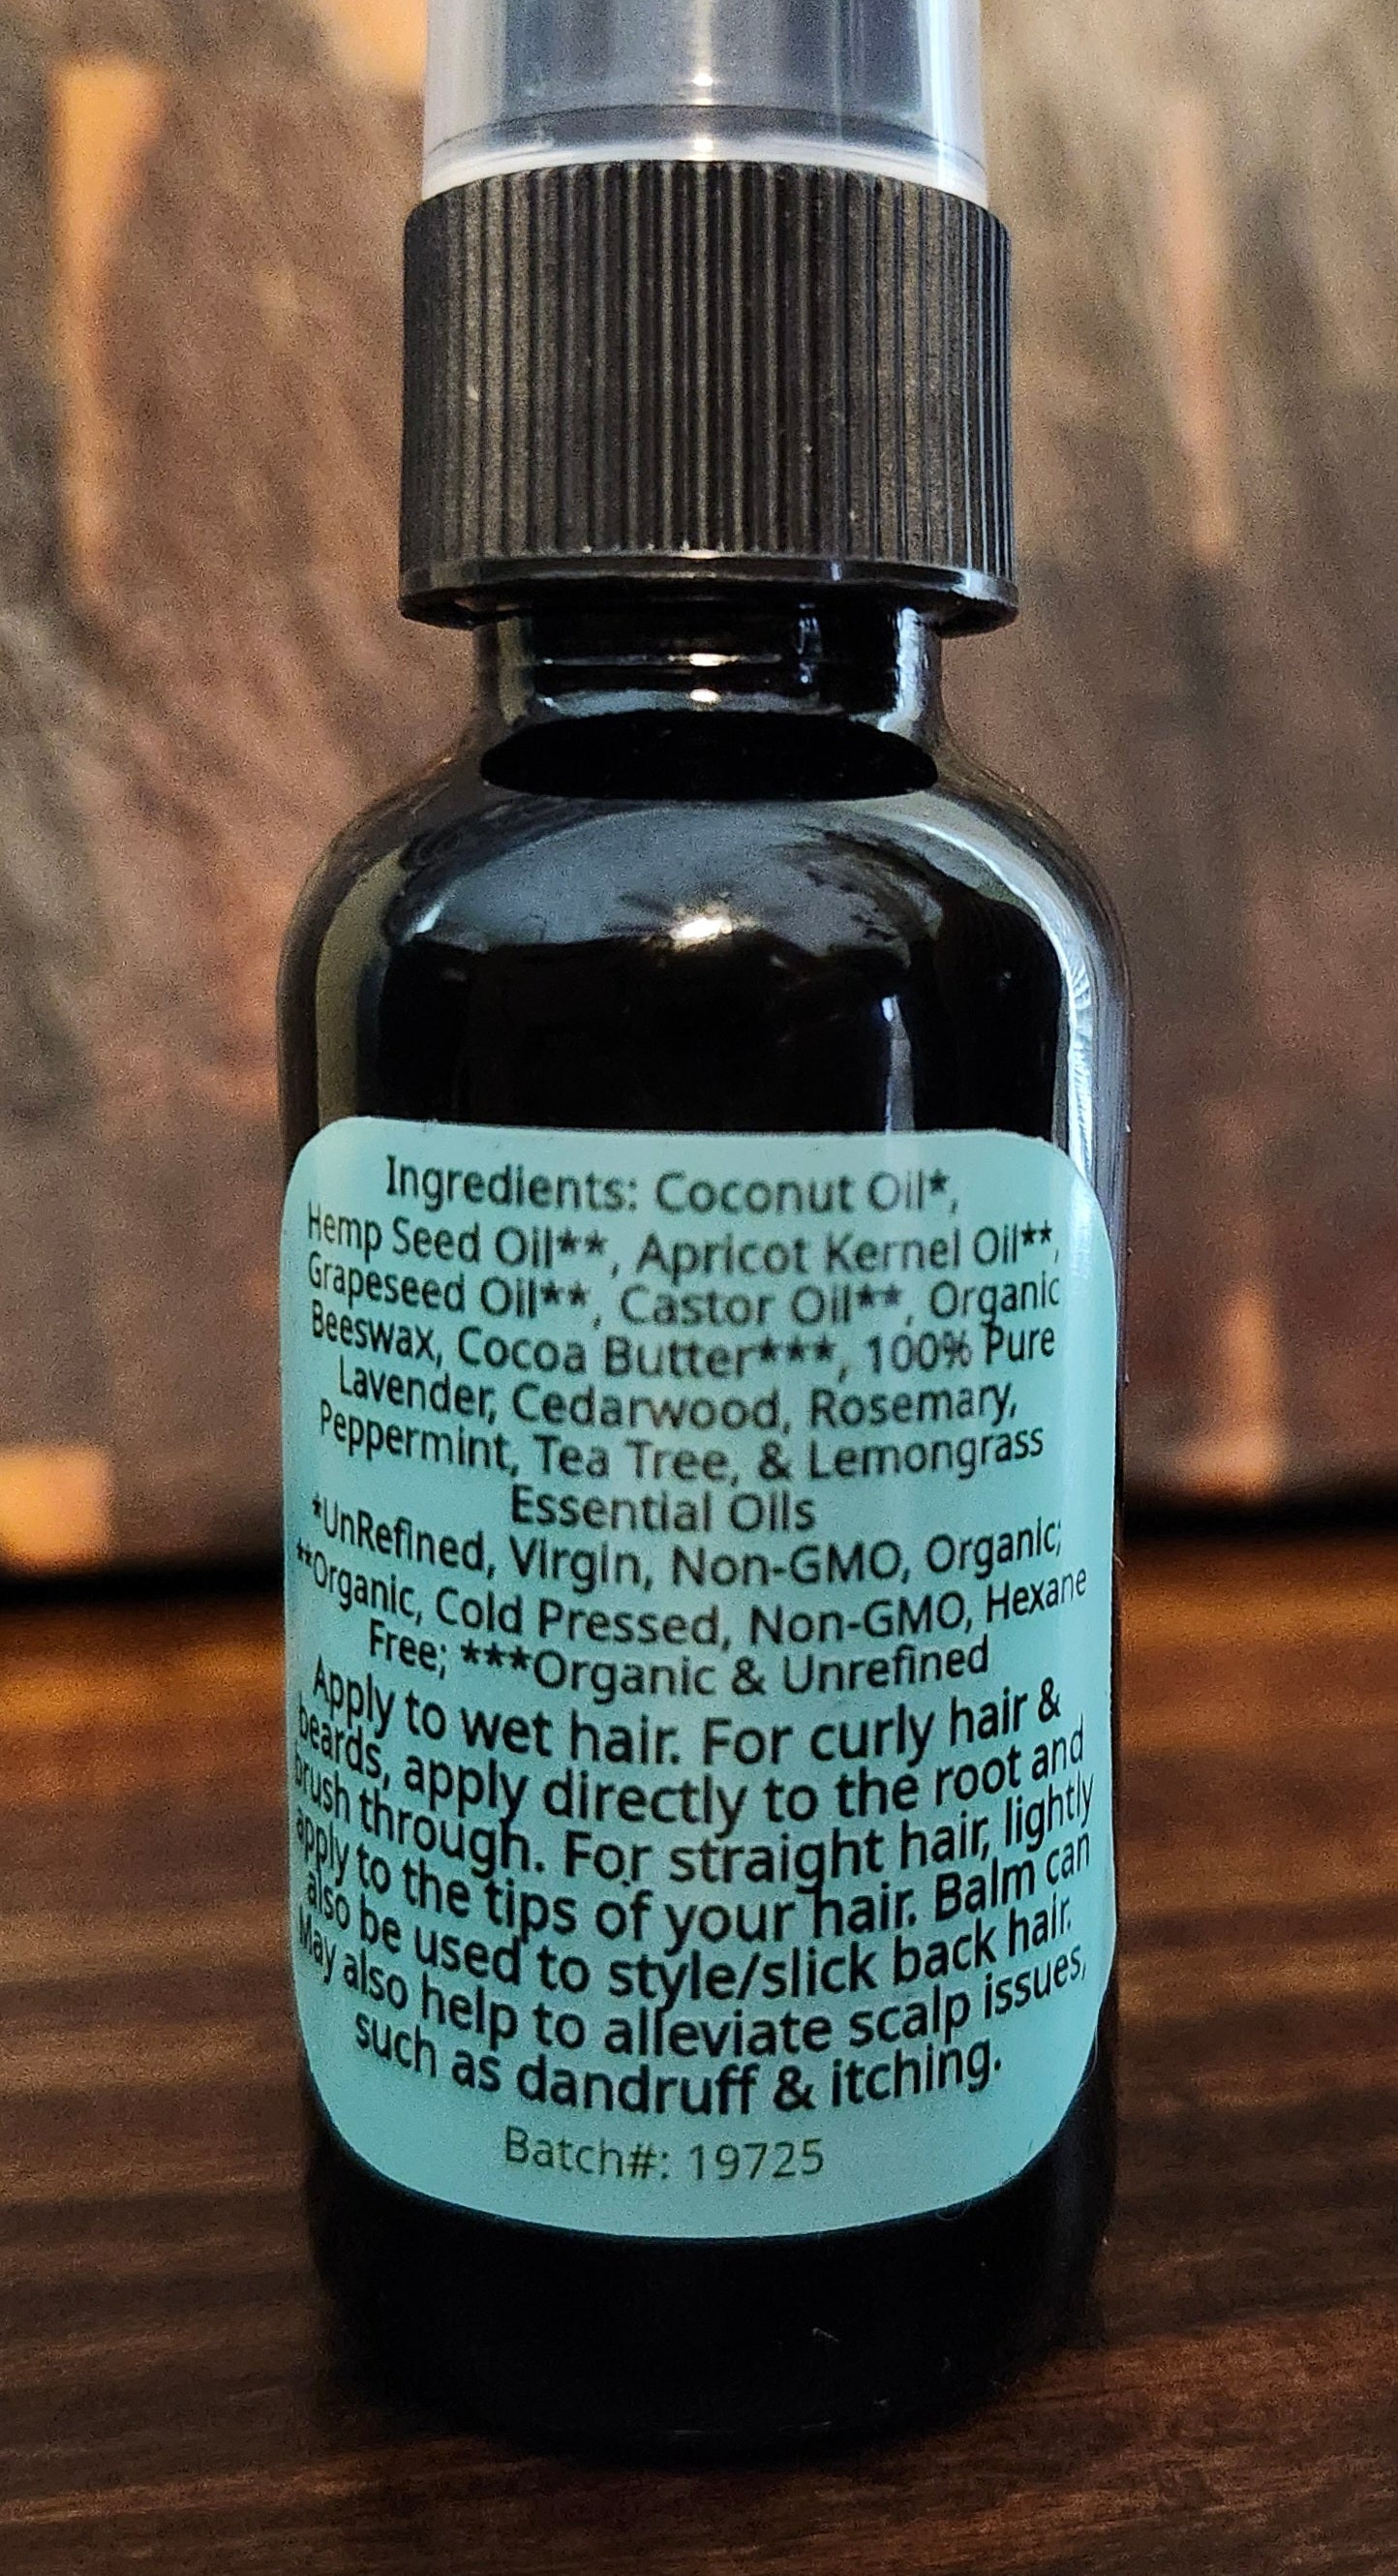 Ingredients: Coconut Oil*,
Hemp Seed Oil**, Apricot Kernel Oil**,
Grapeseed Oil**, Castor Oil**, Organic
Beeswax, Cocoa Butter***, 100% Pure
Lavender, Cedarwood, Rosemary,
Peppermint, Tea Tree, & Lemongrass
Essential Oils
*UnRefined, Virgin, Non-GMO, Organic;
**Organic, Cold Pressed, Non-GMO, Hexane
Free; ***Organic & Unrefined
Apply to wet hair. For curly hair &
beards, apply directly to the root and
brush through. For straight hair, lightly
apply to the tips of your hair. Balm can
also be used to style/slick back hair.
May also help to alleviate scalp issues,
such as dandruff & itching.
Batch#: 19725